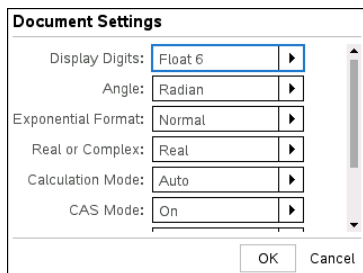 Document Settings
Display Digits: Float 6
Angle: Radian
Exponential Format: Normal
Real or Complex: Real
Calculation Mode: Auto
CAS Mode: On
OK Cancel